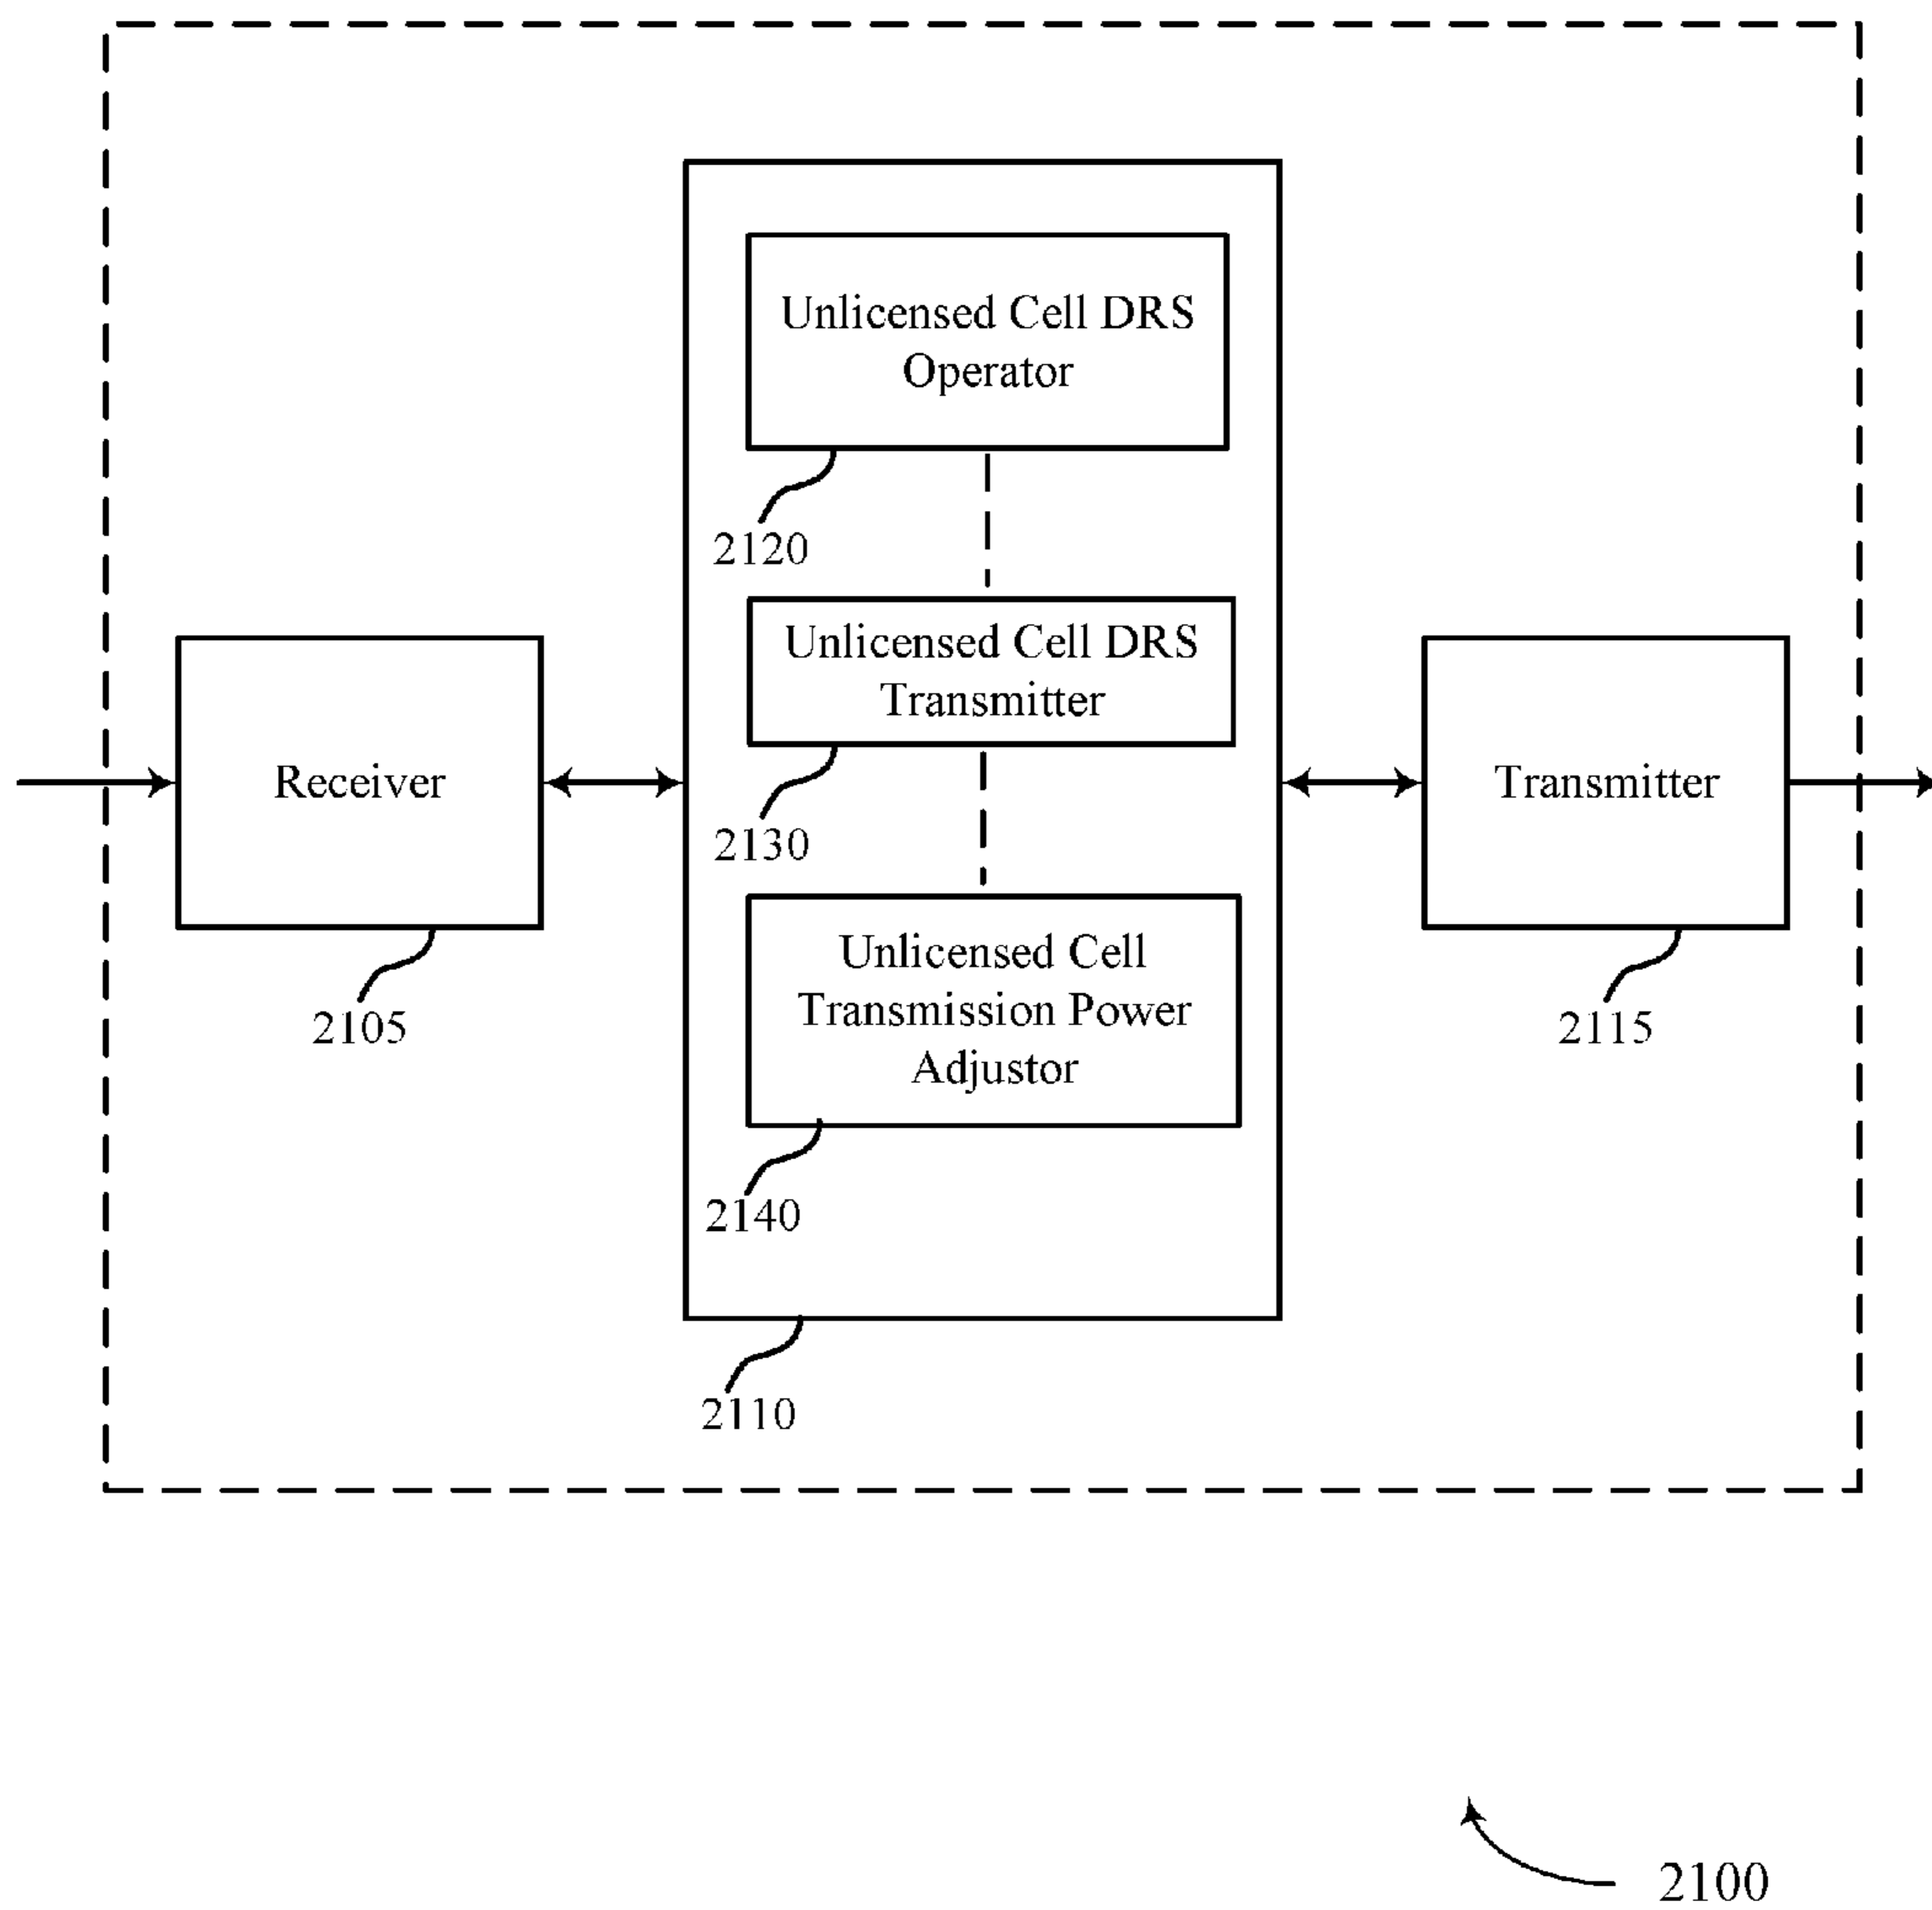 Unlicensed Cell DRS
Operator
2120
Unlicensed Cell DRS
Transmitter
2130
Receiver
2105
Transmitter
2115
Unlicensed Cell
Transmission Power
Adjustor
2140
2110
2100